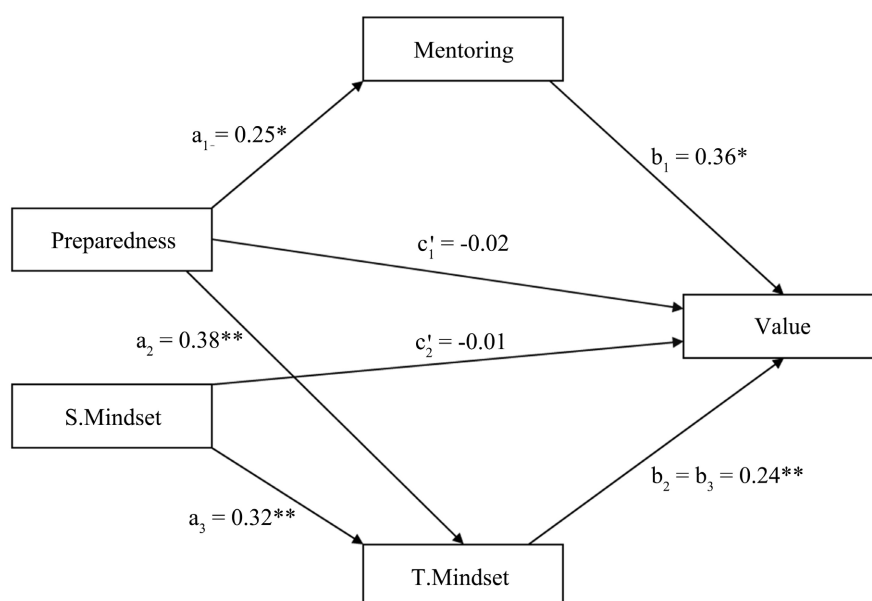 Mentoring
a₁₋= 0.25*
b₁ = 0.36*
Preparedness
c'₁ = -0.02
Value
a₂ = 0.38**
c'₂ = -0.01
S.Mindset
b₂ = b₃ = 0.24**
a₃ = 0.32**
T.Mindset